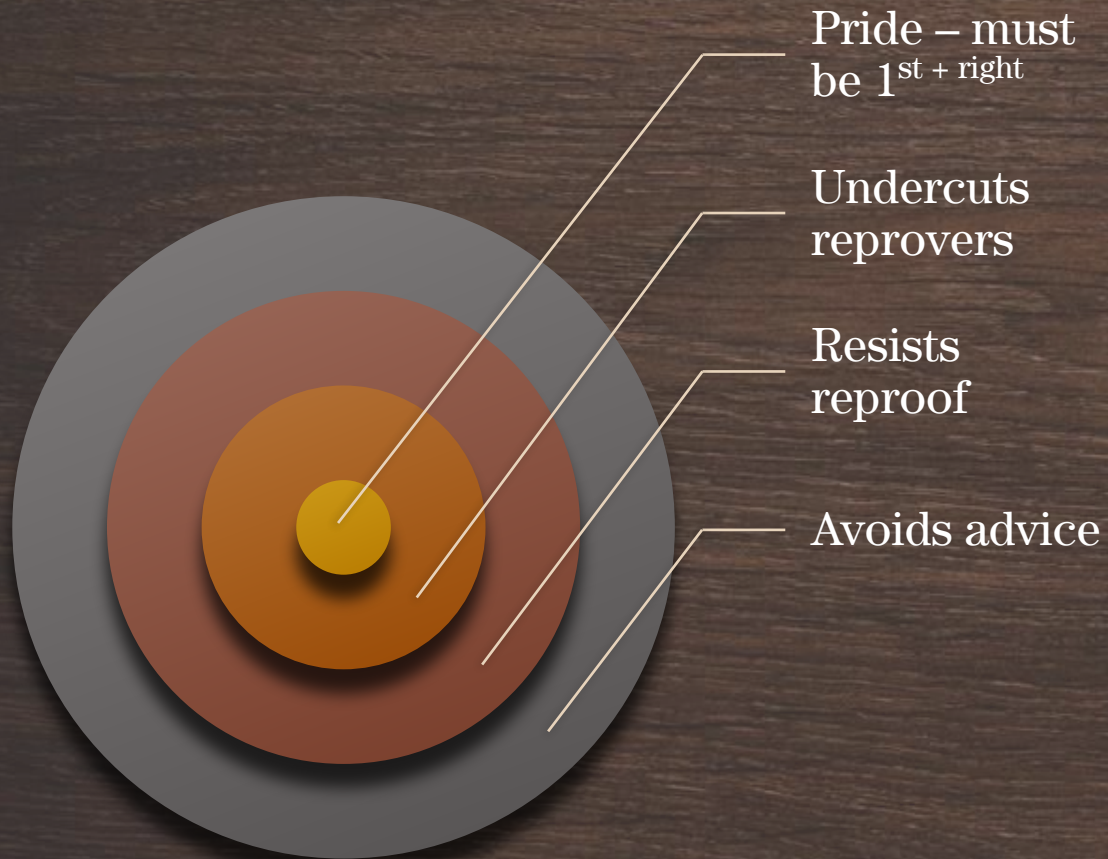 Pride – must
be 1st + right
Undercuts
reprovers
Resists
reproof
Avoids advice